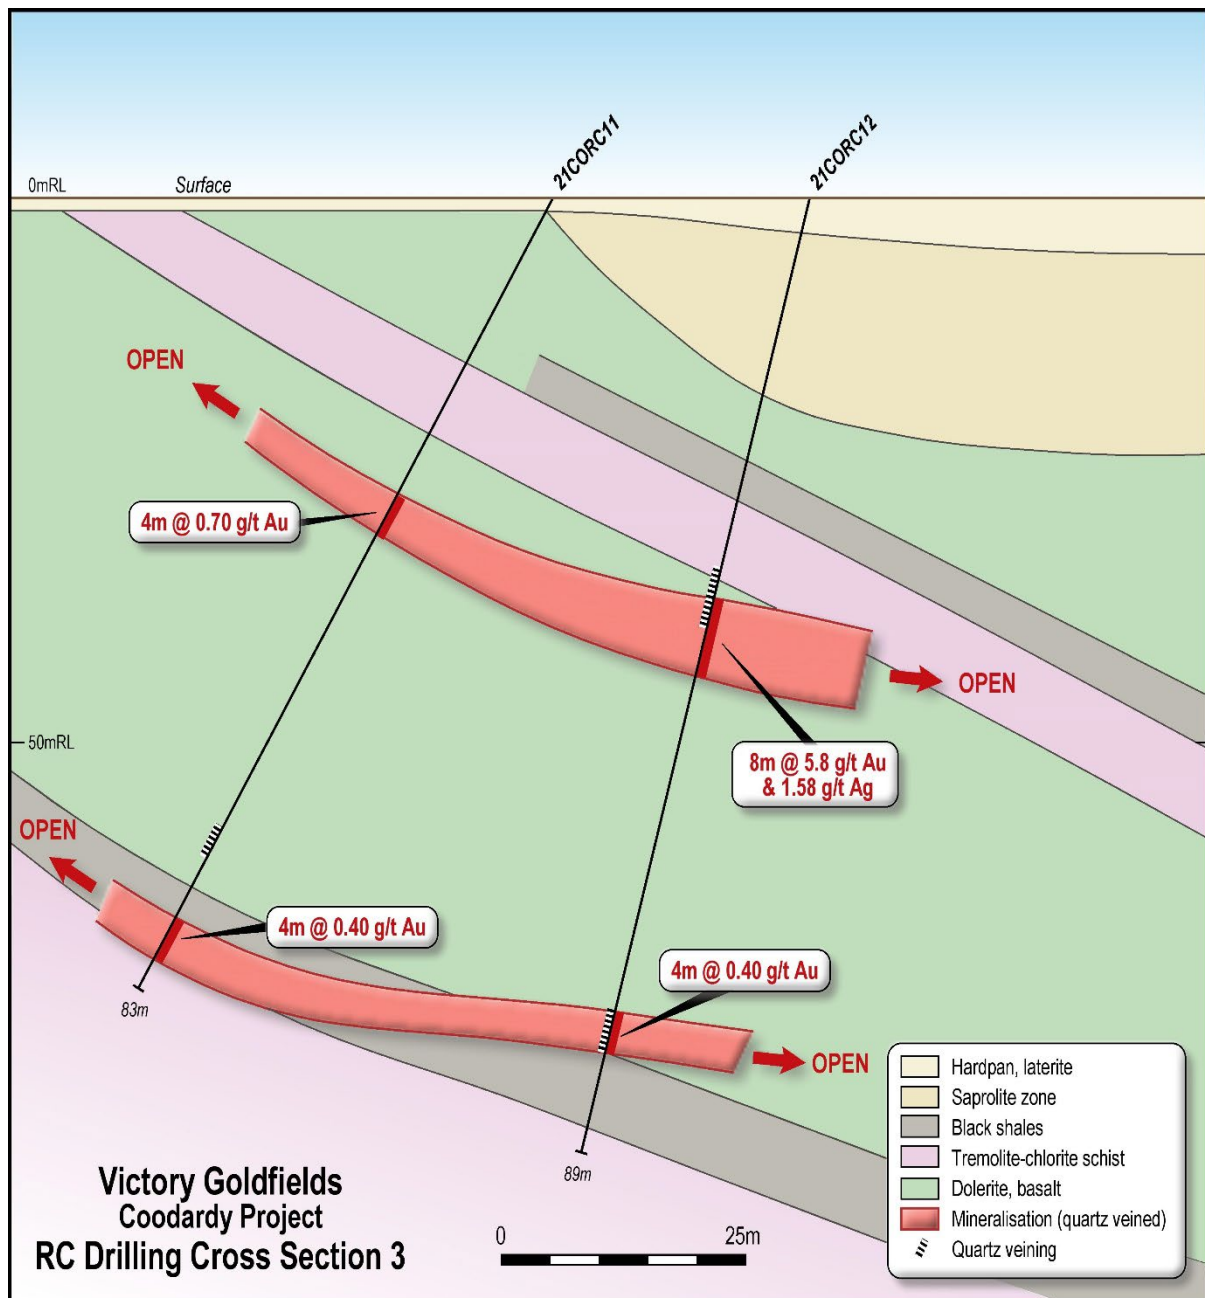 21CORC11
21CORC12
0mRL
Surface
OPEN
4m @ 0.70 g/t Au
OPEN
8m @ 5.8 g/t Au
& 1.58 g/t Ag
50mRL
OPEN
4m @ 0.40 g/t Au
4m @ 0.40 g/t Au
83m
OPEN
89m
Victory Goldfields
Coodardy Project
RC Drilling Cross Section 3
0
25m
Hardpan, laterite
Saprolite zone
Black shales
Tremolite-chlorite schist
Dolerite, basalt
Mineralisation (quartz veined)
Quartz veining